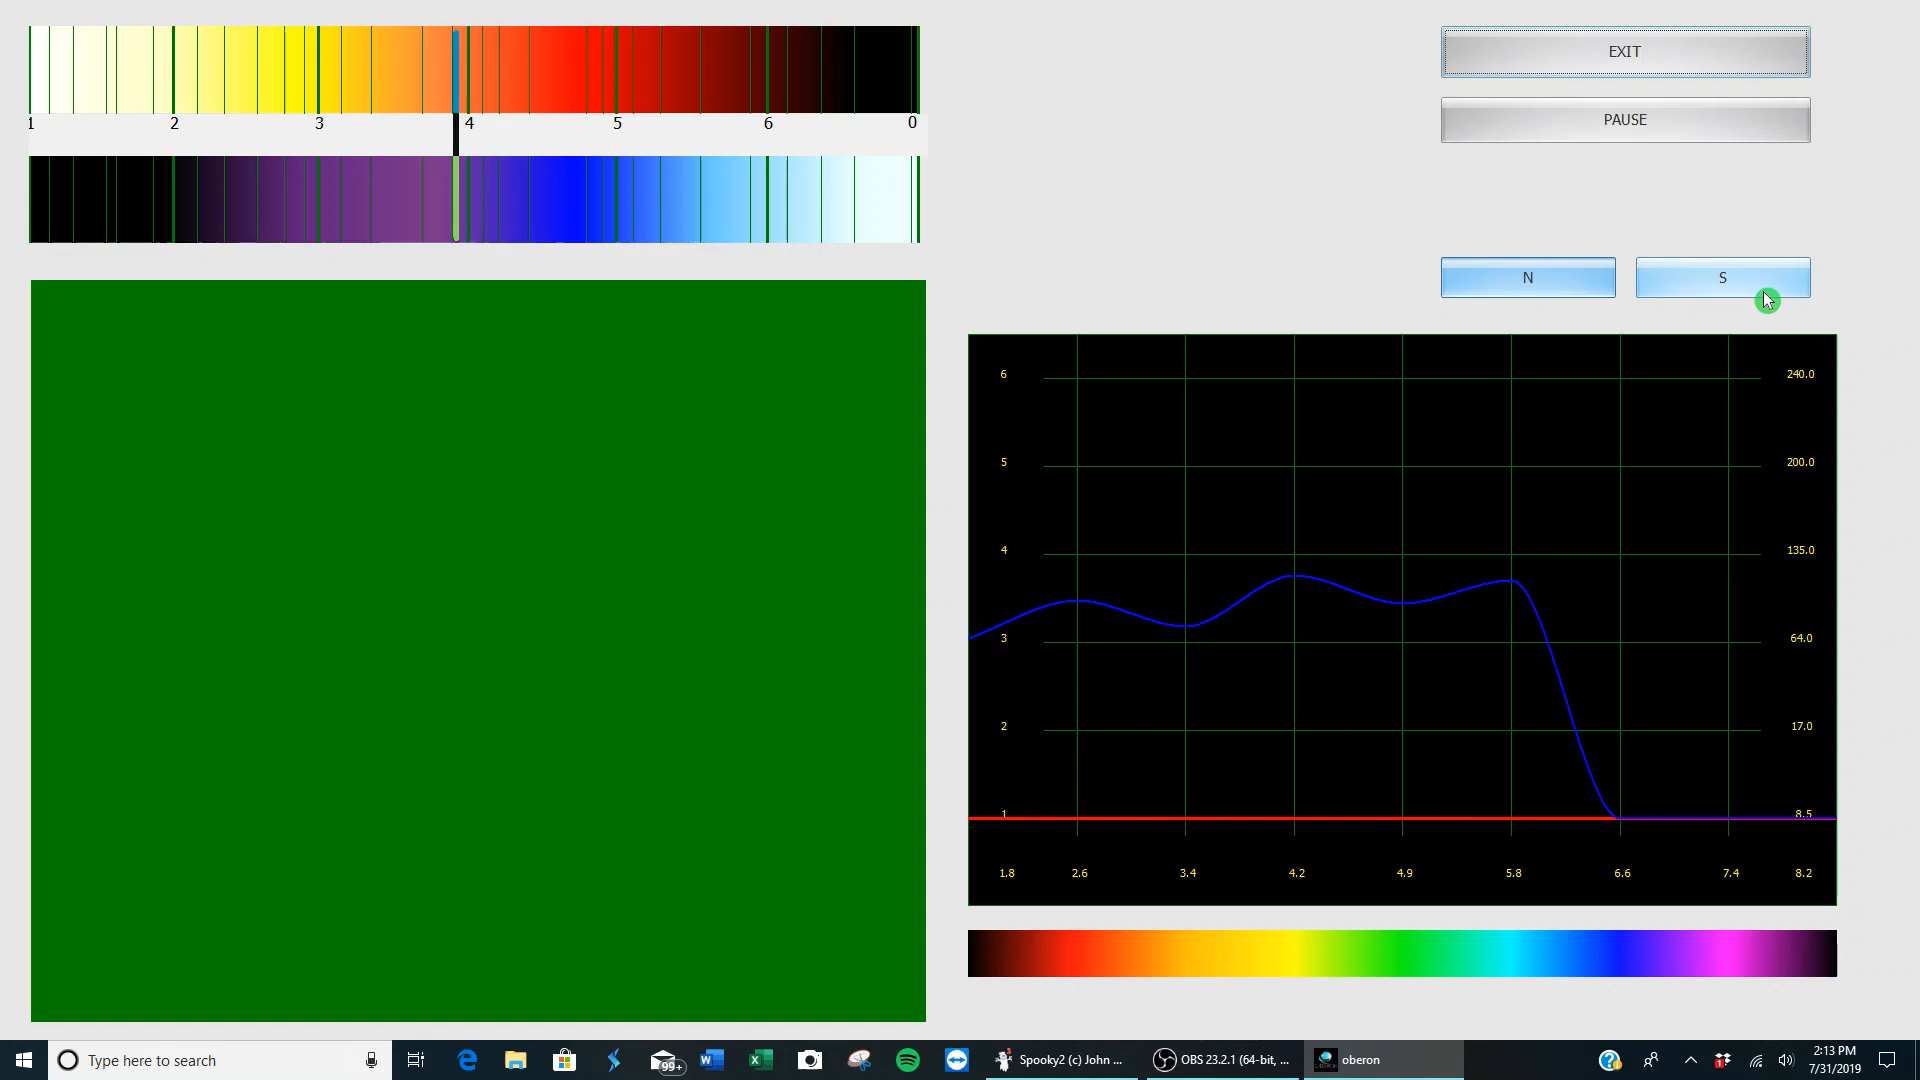 EXIT
PAUSE
1 2 3 4 5 6 0
N S
6 240.0
5 200.0
4 135.0
3 64.0
2 17.0
1 8.5
1.8 2.6 3.4 4.2 4.9 5.8 6.6 7.4 8.2
Type here to search
99+
Spooky2 (c) John ...
OBS 23.2.1 (64-bit, ...
oberon
2:13 PM
7/31/2019